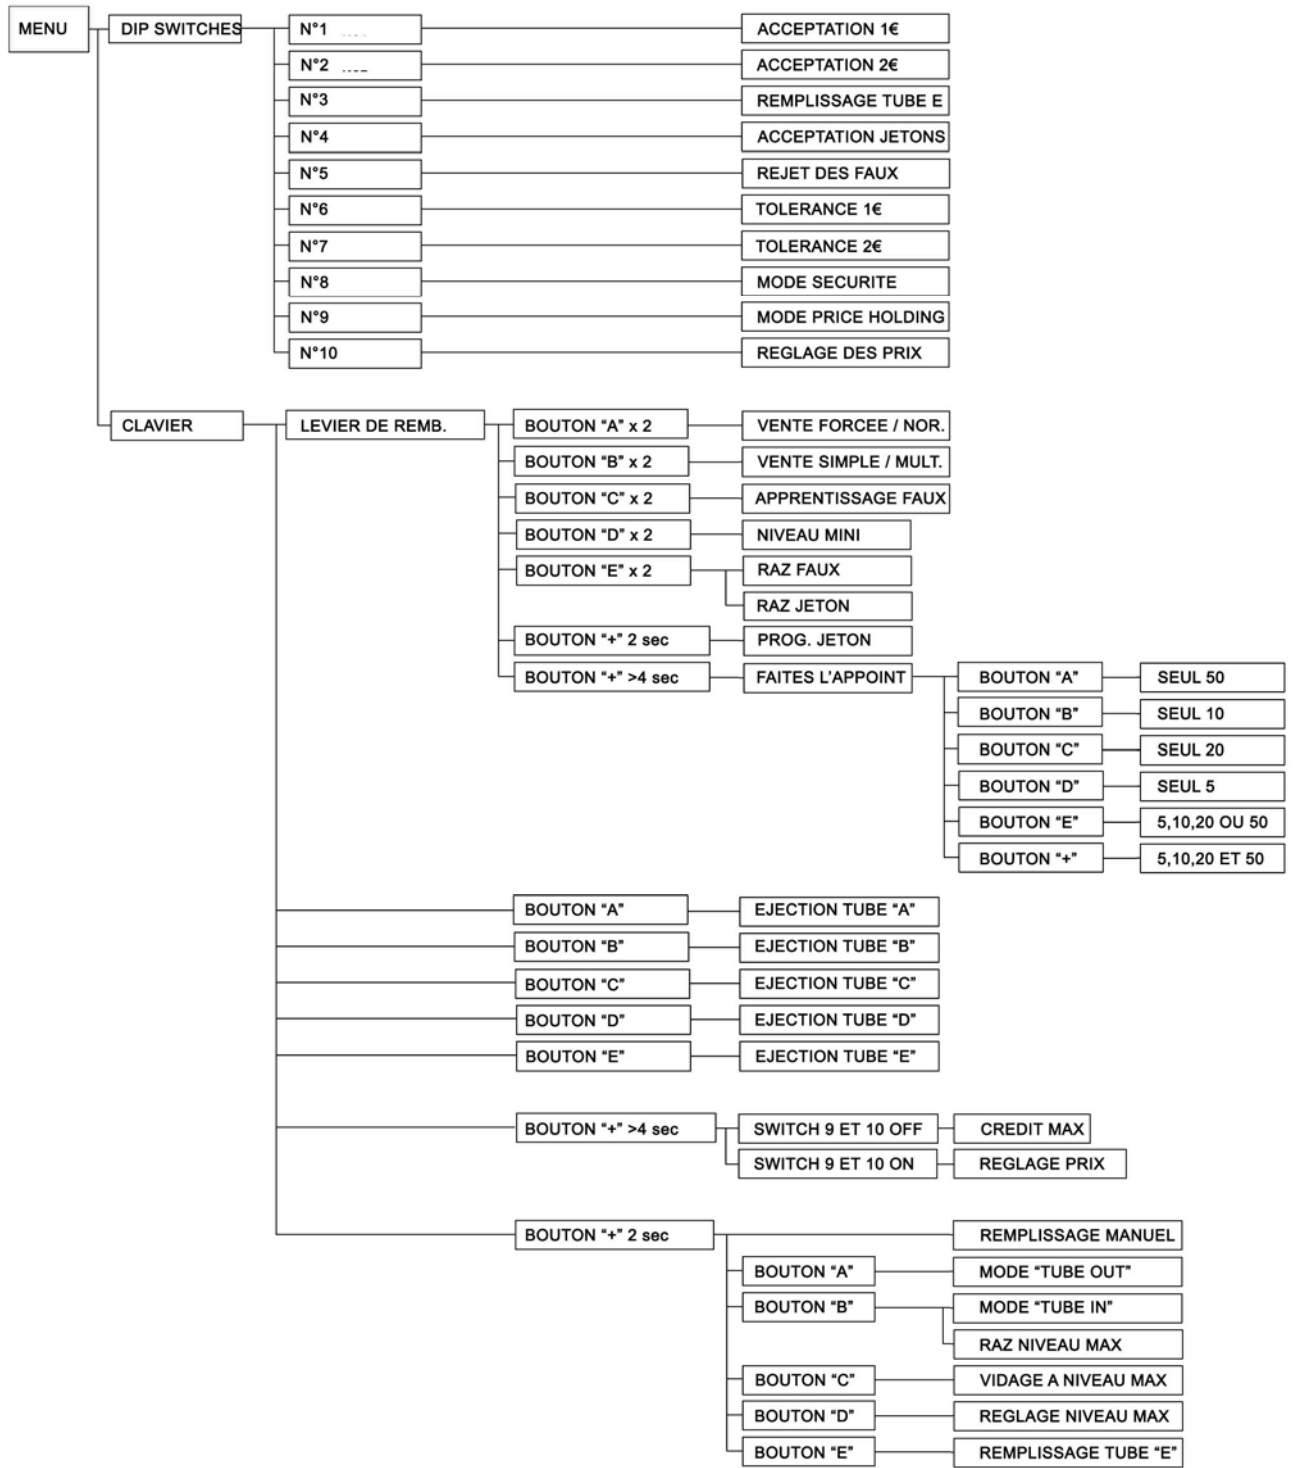 MENU DIP SWITCHES N°1 ACCEPTATION 1€
N°2 ACCEPTATION 2€
N°3 REMPLISSAGE TUBE E
N°4 ACCEPTATION JETONS
N°5 REJET DES FAUX
N°6 TOLERANCE 1€
N°7 TOLERANCE 2€
N°8 MODE SECURITE
N°9 MODE PRICE HOLDING
N°10 REGLAGE DES PRIX
CLAVIER LEVIER DE REMB. BOUTON “A” x 2 VENTE FORCEE / NOR.
BOUTON “B” x 2 VENTE SIMPLE / MULT.
BOUTON “C” x 2 APPRENTISSAGE FAUX
BOUTON “D” x 2 NIVEAU MINI
BOUTON “E” x 2 RAZ FAUX
RAZ JETON
BOUTON “+” 2 sec PROG. JETON
BOUTON “+” >4 sec FAITES L’APPOINT BOUTON “A” SEUL 50
BOUTON “B” SEUL 10
BOUTON “C” SEUL 20
BOUTON “D” SEUL 5
BOUTON “E” 5,10,20 OU 50
BOUTON “+” 5,10,20 ET 50
BOUTON “A” EJECTION TUBE “A”
BOUTON “B” EJECTION TUBE “B”
BOUTON “C” EJECTION TUBE “C”
BOUTON “D” EJECTION TUBE “D”
BOUTON “E” EJECTION TUBE “E”
BOUTON “+” >4 sec SWITCH 9 ET 10 OFF CREDIT MAX
SWITCH 9 ET 10 ON REGLAGE PRIX
BOUTON “+” 2 sec REMPLISSAGE MANUEL
BOUTON “A” MODE “TUBE OUT”
BOUTON “B” MODE “TUBE IN”
RAZ NIVEAU MAX
BOUTON “C” VIDAGE A NIVEAU MAX
BOUTON “D” REGLAGE NIVEAU MAX
BOUTON “E” REMPLISSAGE TUBE “E”